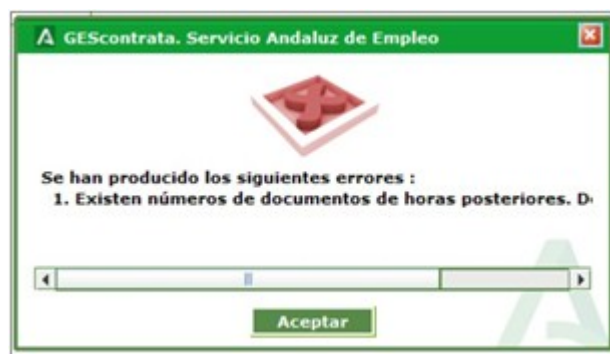 GEScontrata. Servicio Andaluz de Empleo
Se han producido los siguientes errores :
1. Existen números de documentos de horas posteriores. D
Aceptar